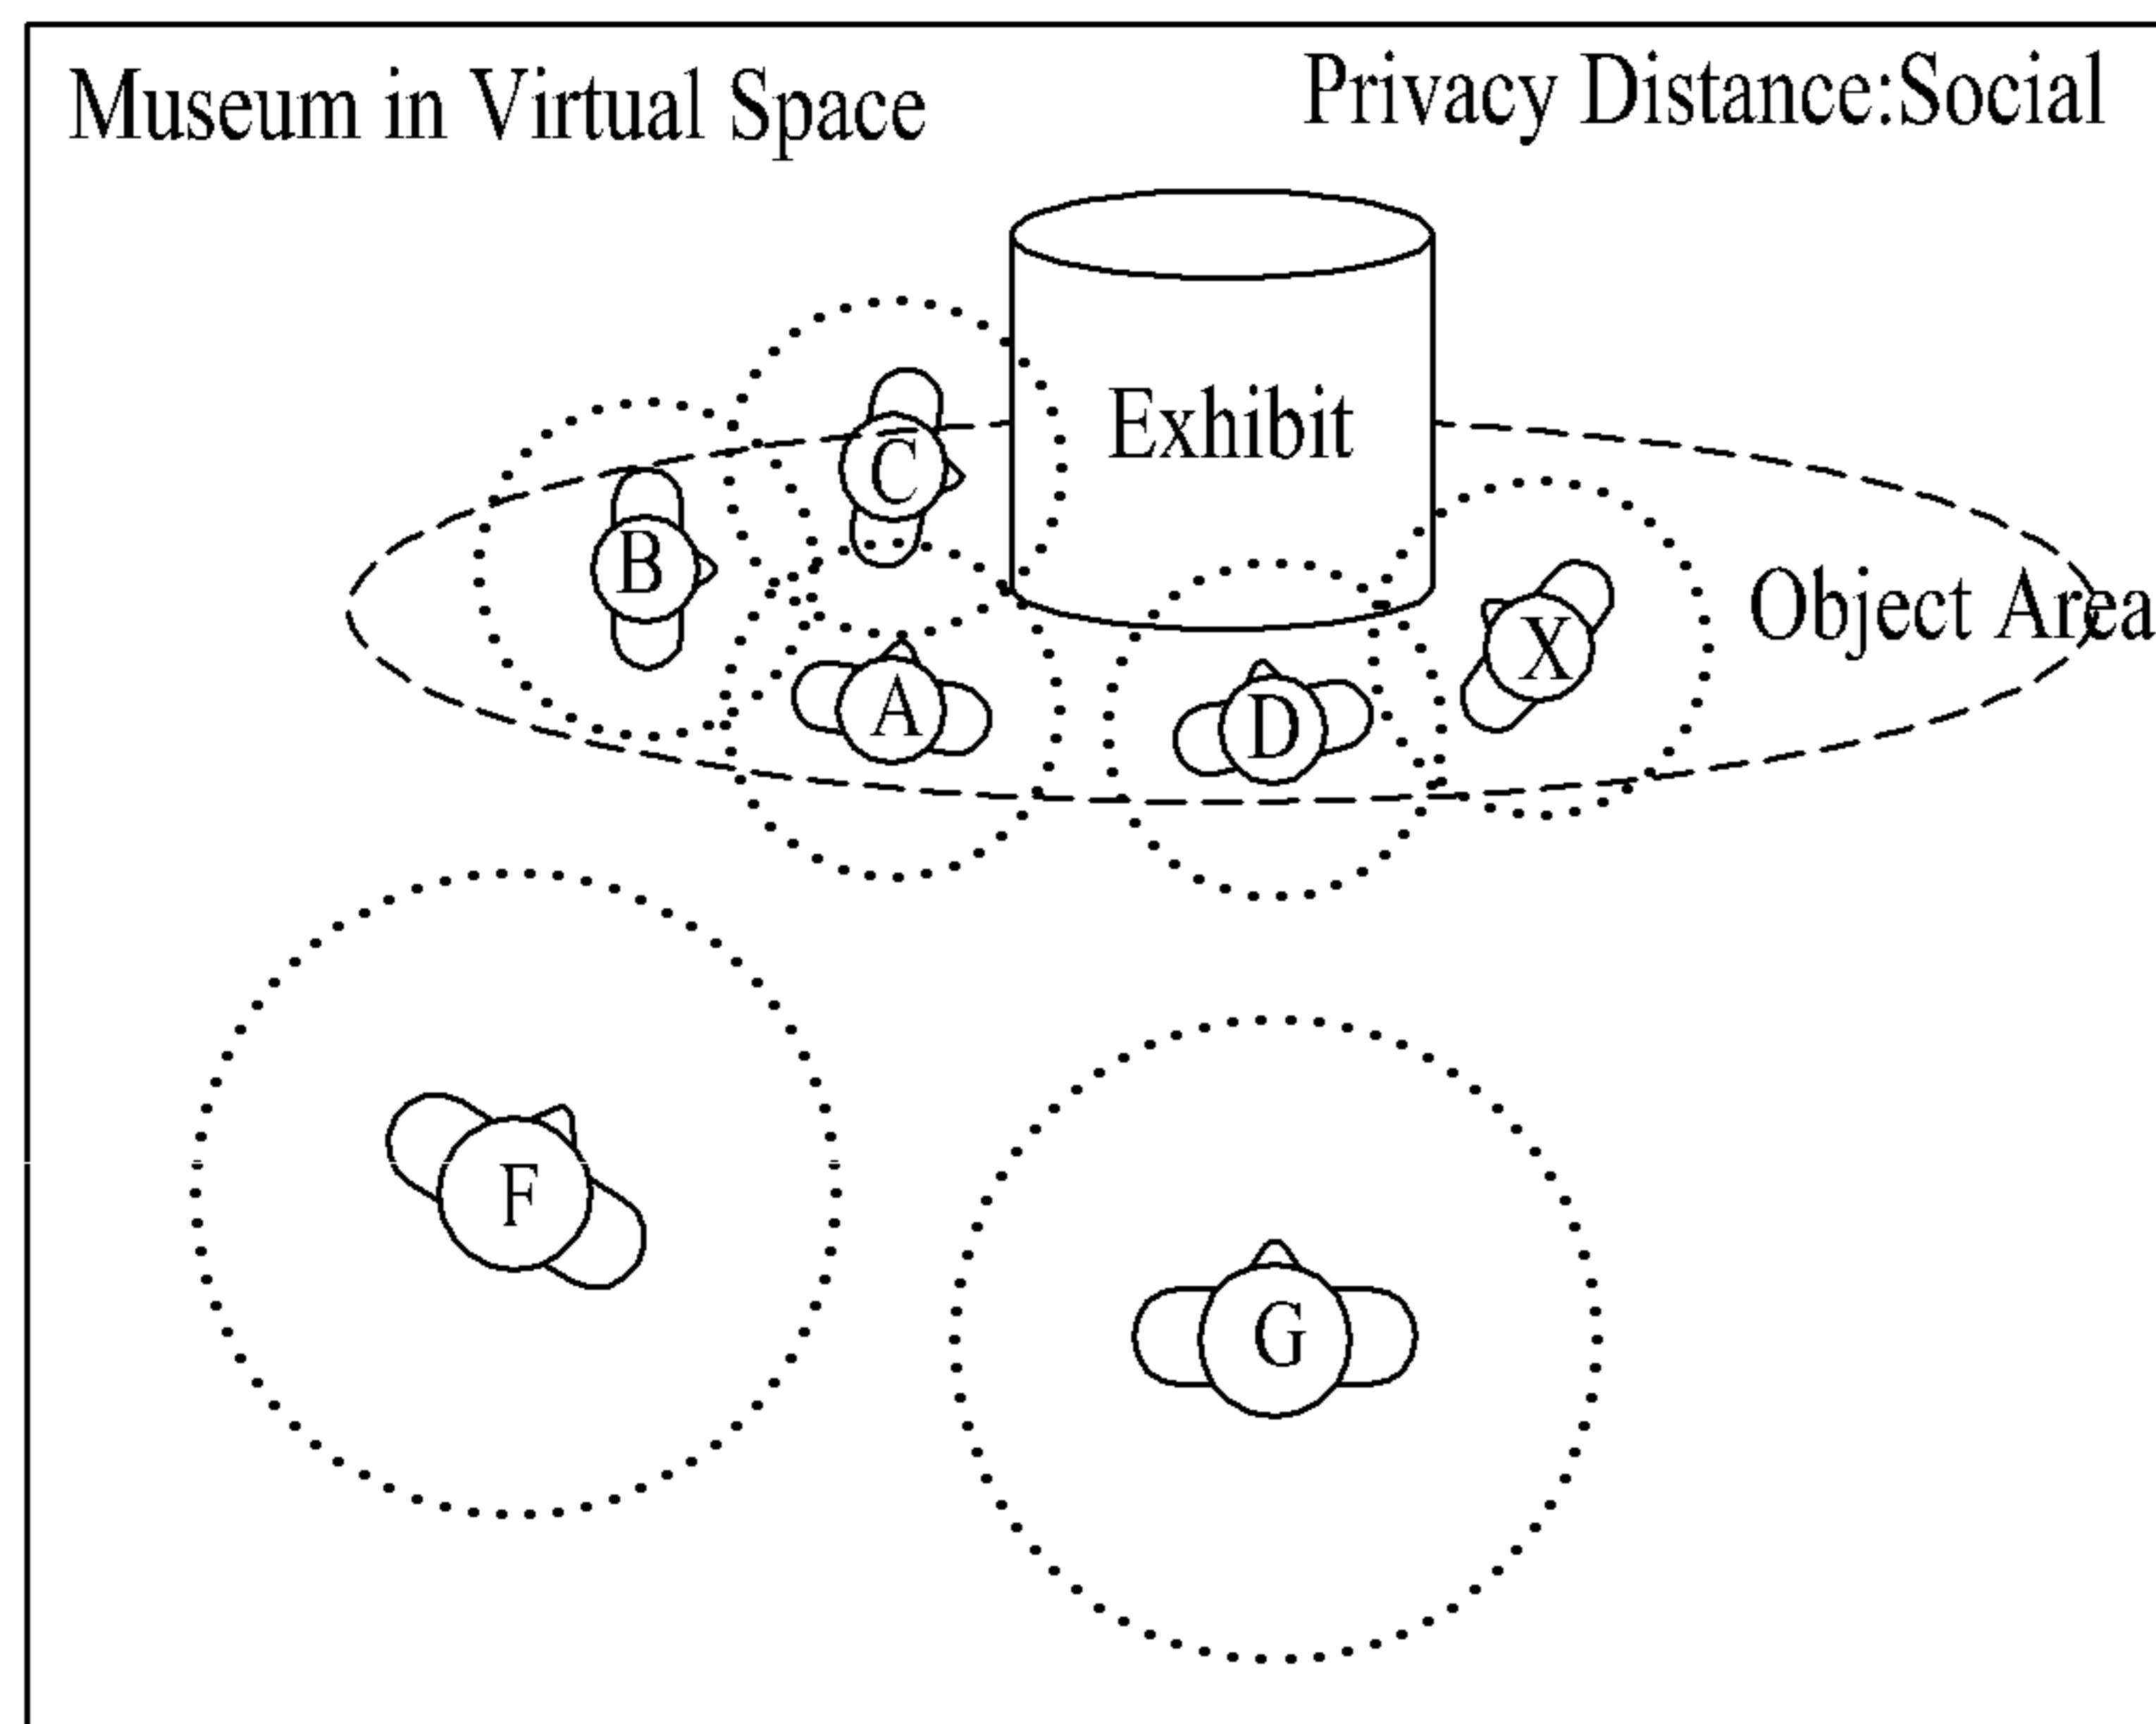 Museum in Virtual Space
Privacy Distance:Social
Exhibit
C
B
Object Area
X
A
D
F
G